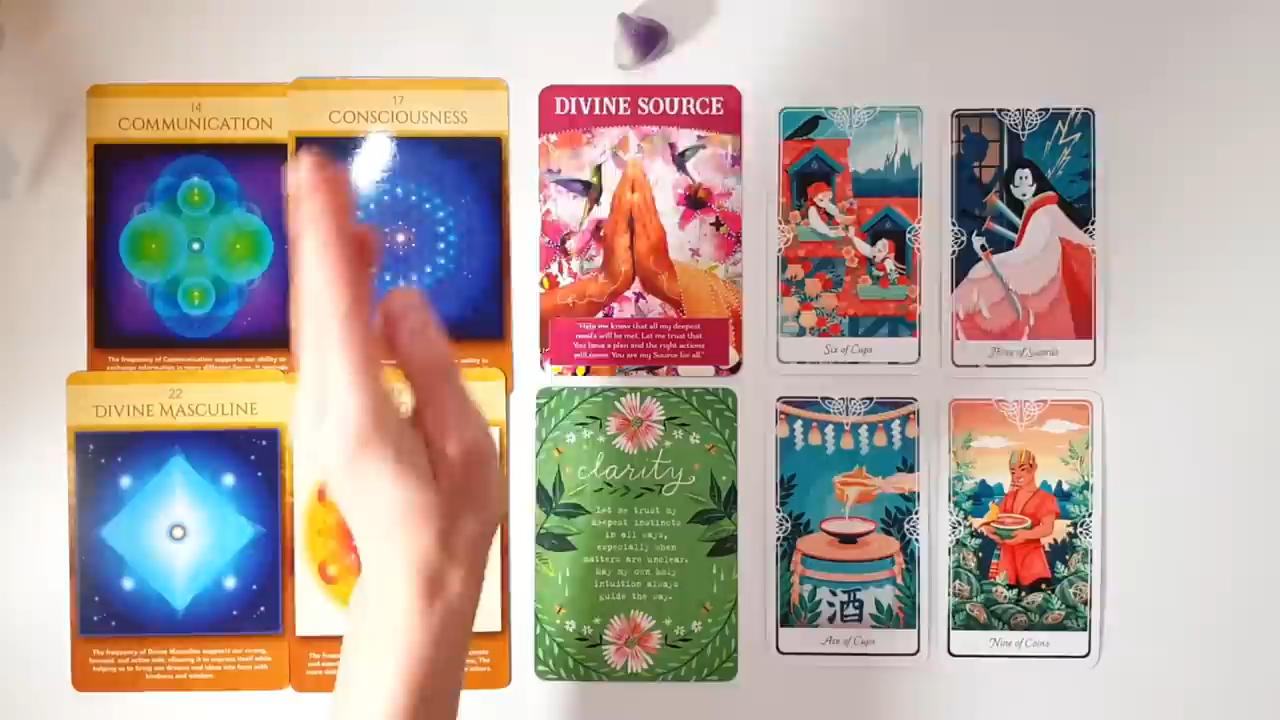 14
COMMUNICATION
The frequency of Communication supports our ability to
exchange information in many different forms. It
17
CONSCIOUSNESS
ability to
22
DIVINE MASCULINE
The frequency of Divine Masculine supports our strong,
forward, and active side, allowing it to express itself while
helping us to bring our dreams and ideas into form with
kindness and wisdom.
The
DIVINE SOURCE
"Help me know that all my deepest
needs will be met. Let me trust that
You have a plan and the right actions
will come. You are my Source for all."
clarity
Let me trust my
deepest instincts
in all ways,
especially when
matters are unclear.
May my own holy
intuition always
guide the way.
Six of Cups
Three of Swords
酒
Ace of Cups
Nine of Coins